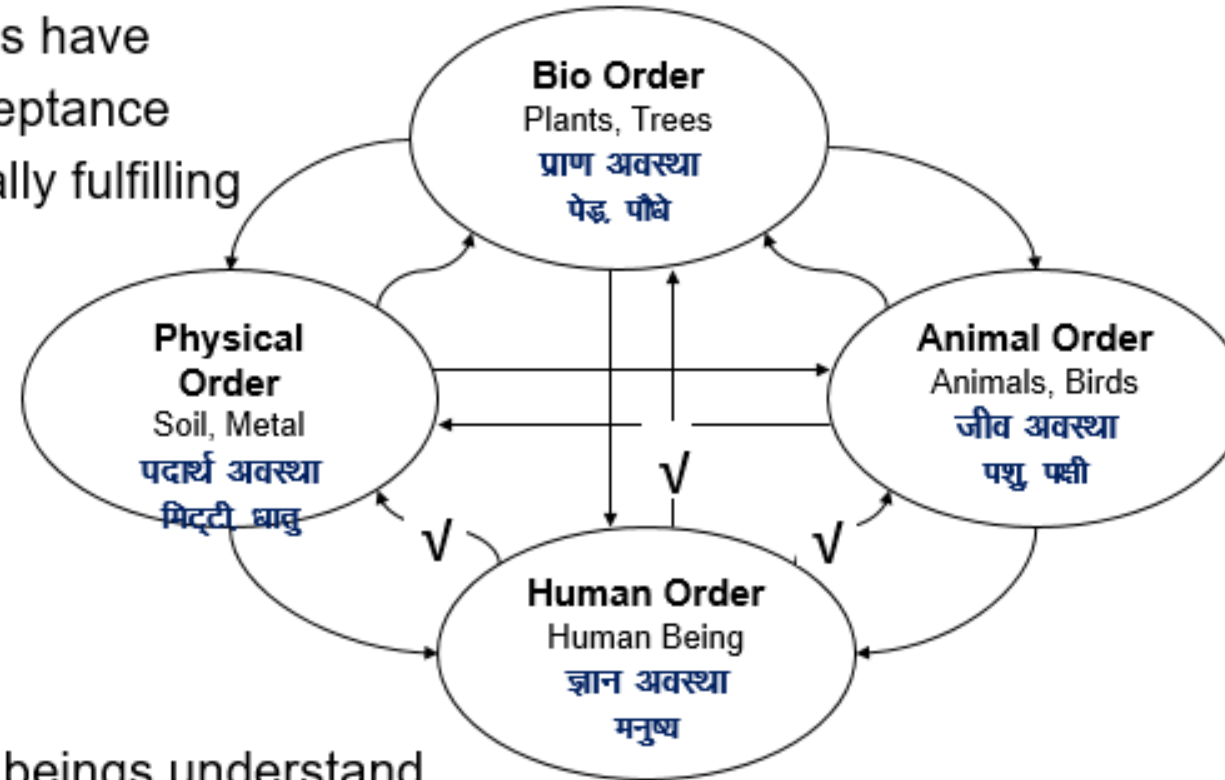 s have
eptance
ally fulfilling
Bio Order
Plants, Trees
प्राण अवस्था
पेड़, पौधे
Physical
Order
Soil, Metal
पदार्थ अवस्था
मिट्टी, धातु
Animal Order
Animals, Birds
जीव अवस्था
पशु, पक्षी
√
√
√
Human Order
Human Being
ज्ञान अवस्था
मनुष्य
beings understand